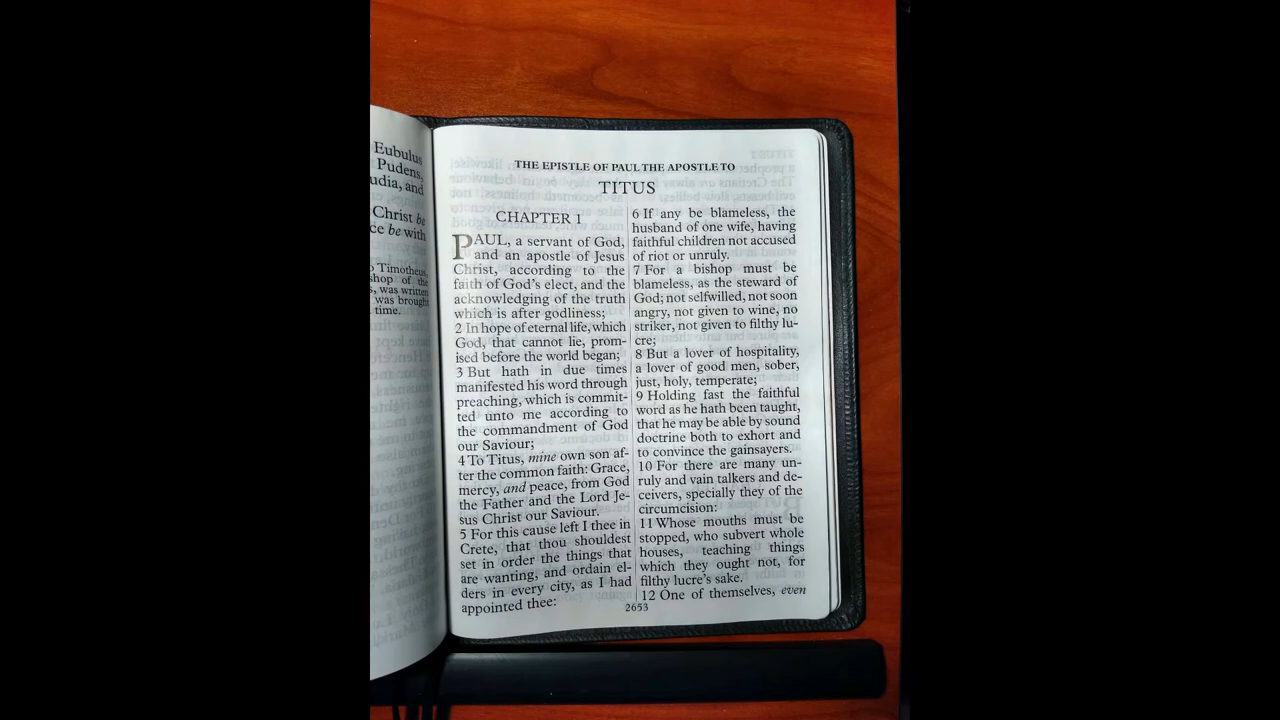 Eubulus
Pudens,
udia, and
Christ be
ce be with
Timotheus,
shop of the
s, was written
was brought
time.
THE EPISTLE OF PAUL THE APOSTLE TO
TITUS
CHAPTER 1
PAUL, a servant of God,
and an apostle of Jesus
Christ, according to the
faith of God's elect, and the
acknowledging of the truth
which is after godliness;
2 In hope of eternal life, which
God, that cannot lie, prom-
ised before the world began;
3 But hath in due times
manifested his word through
preaching, which is commit-
ted unto me according to
the commandment of God
our Saviour;
4 To Titus, mine own son af-
ter the common faith: Grace,
mercy, and peace, from God
the Father and the Lord Je-
sus Christ our Saviour.
5 For this cause left I thee in
Crete, that thou shouldest
set in order the things that
are wanting, and ordain el-
ders in every city, as I had
appointed thee:
6 If any be blameless, the
husband of one wife, having
faithful children not accused
of riot or unruly.
7 For a bishop must be
blameless, as the steward of
God; not selfwilled, not soon
angry, not given to wine, no
striker, not given to filthy lu-
cre;
8 But a lover of hospitality,
a lover of good men, sober,
just, holy, temperate;
9 Holding fast the faithful
word as he hath been taught,
that he may be able by sound
doctrine both to exhort and
to convince the gainsayers.
10 For there are many un-
ruly and vain talkers and de-
ceivers, specially they of the
circumcision:
11 Whose mouths must be
stopped, who subvert whole
houses, teaching things
which they ought not, for
filthy lucre's sake.
12 One of themselves, even
2653